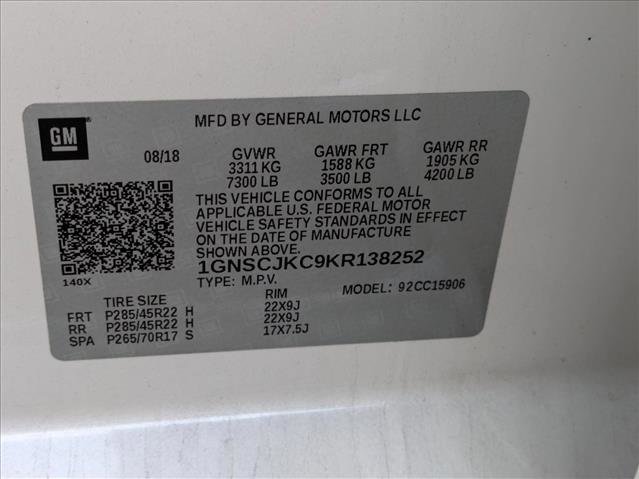 MFD BY GENERAL MOTORS LLC
GM
08/18 GVWR GAWR FRT GAWR RR
3311 KG 1588 KG 1905 KG
7300 LB 3500 LB 4200 LB
THIS VEHICLE CONFORMS TO ALL
APPLICABLE U.S. FEDERAL MOTOR
VEHICLE SAFETY STANDARDS IN EFFECT
ON THE DATE OF MANUFACTURE
SHOWN ABOVE.
1GNSCJKC9KR138252
140X
TYPE: M.P.V. MODEL: 92CC15906
TIRE SIZE RIM
FRT P285/45R22 H 22X9J
RR P285/45R22 H 22X9J
SPA P265/70R17 S 17X7.5J